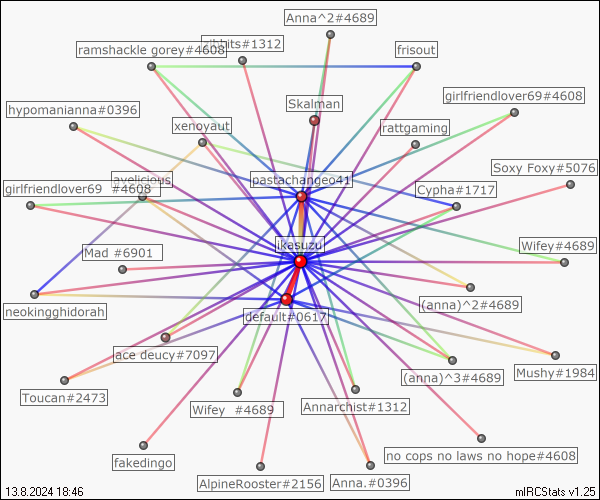 Anna^2#4689
ribbits#1312
ramshackle gorey#4608
frisout
girlfriendlover69#4608
Skalman
hypomanianna#0396
xenoyaut
rattgaming
Soxy Foxy#5076
avelicious
pastachangeo41
girlfriendlover69 #4608
Cypha#1717
ikasuzu
Wifey#4689
Mad #6901
(anna)^2#4689
neokingghidorah
default#0617
ace deucy#7097
Mushy#1984
(anna)^3#4689
Toucan#2473
Wifey #4689
Annarchist#1312
no cops no laws no hope#4608
fakedingo
AlpineRooster#2156
Anna.#0396
13.8.2024 18:46
mIRCStats v1.25